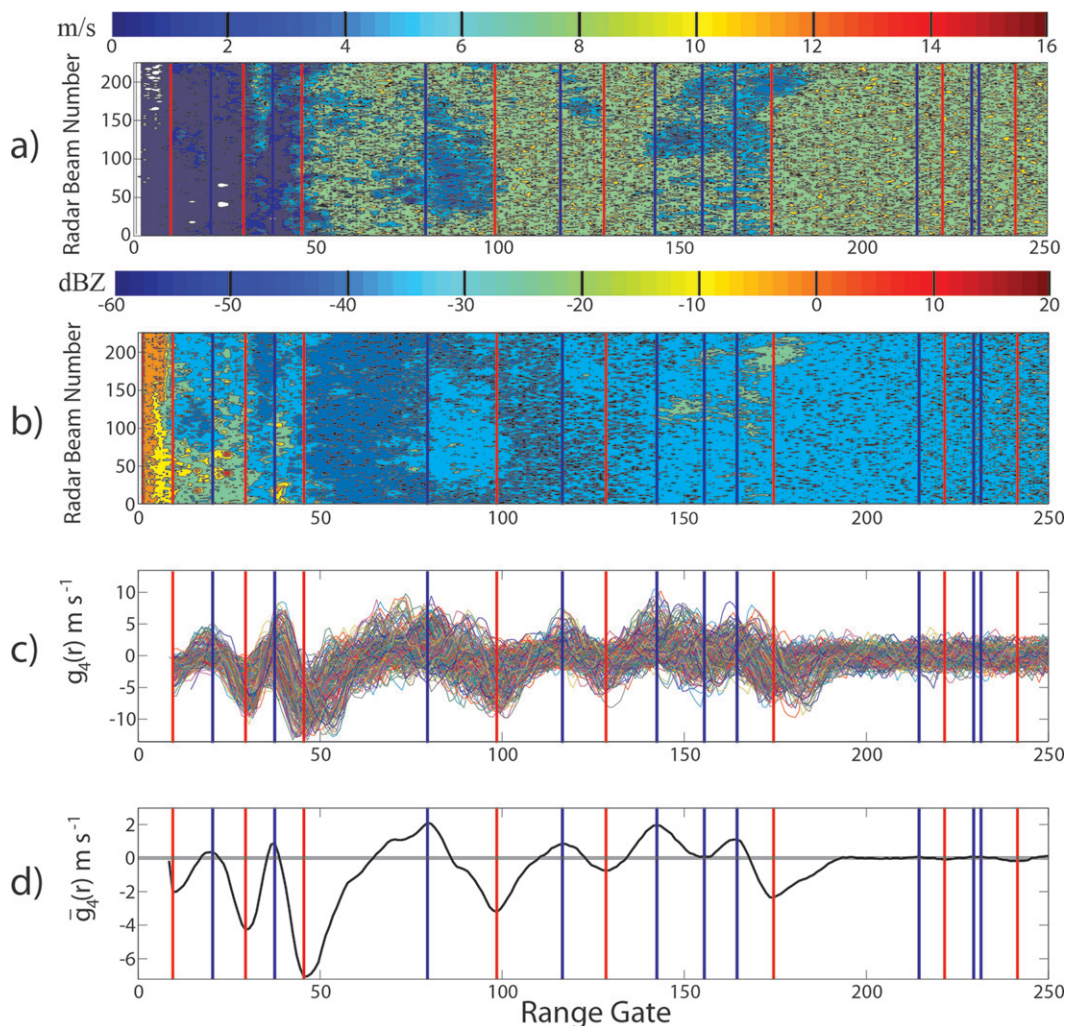 m/s
0 2 4 6 8 10 12 14 16
a)
Radar Beam Number
200
150
100
50
0
0 50 100 150 200 250
dBZ
-60 -50 -40 -30 -20 -10 0 10 20
b)
Radar Beam Number
200
150
100
50
0
0 50 100 150 200 250
c)
g₄(r) m s⁻¹
10
5
0
-5
-10
0 50 100 150 200 250
d)
ḡ₄(r) m s⁻¹
2
0
-2
-4
-6
0 50 100 150 200 250
Range Gate